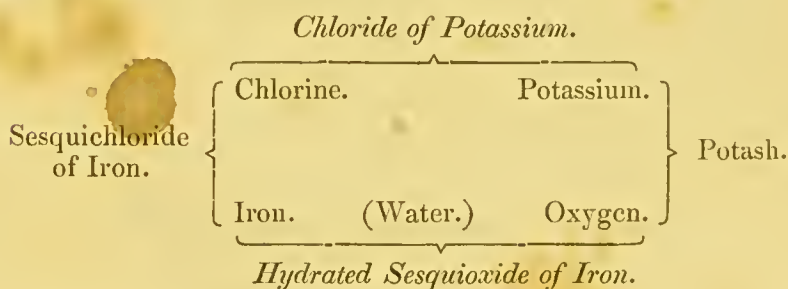 Chloride of Potassium.
Chlorine. Potassium.
Sesquichloride
of Iron.
Potash.
Iron. (Water.) Oxygen.
Hydrated Sesquioxide of Iron.